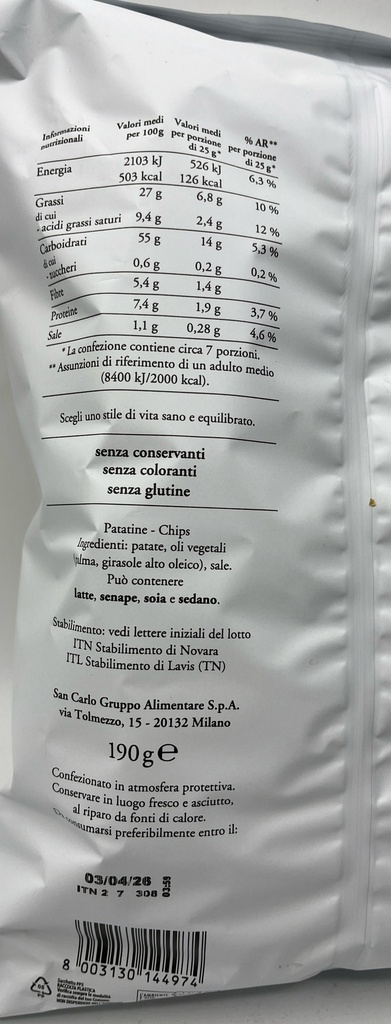 Informazioni nutrizionali Valori medi per 100g Valori medi per porzione di 25 g* % AR** per porzione di 25 g*
Energia 2103 kJ 526 kJ
503 kcal 126 kcal 6,3 %
Grassi 27 g 6,8 g 10 %
di cui
- acidi grassi saturi 9,4 g 2,4 g 12 %
Carboidrati 55 g 14 g 5,3 %
di cui
- zuccheri 0,6 g 0,2 g 0,2 %
Fibre 5,4 g 1,4 g
Proteine 7,4 g 1,9 g 3,7 %
Sale 1,1 g 0,28 g 4,6 %
* La confezione contiene circa 7 porzioni.
** Assunzioni di riferimento di un adulto medio
(8400 kJ/2000 kcal).
Scegli uno stile di vita sano e equilibrato.
senza conservanti
senza coloranti
senza glutine
Patatine - Chips
Ingredienti: patate, oli vegetali
(palma, girasole alto oleico), sale.
Può contenere
latte, senape, soia e sedano.
Stabilimento: vedi lettere iniziali del lotto
ITN Stabilimento di Novara
ITL Stabilimento di Lavis (TN)
San Carlo Gruppo Alimentare S.p.A.
via Tolmezzo, 15 - 20132 Milano
190 g e
Confezionato in atmosfera protettiva.
Conservare in luogo fresco e asciutto,
al riparo da fonti di calore.
Da consumarsi preferibilmente entro il:
03/04/26
ITN 2 7 308 03:59
8 003130 144974
RACCOLTA PLASTICA